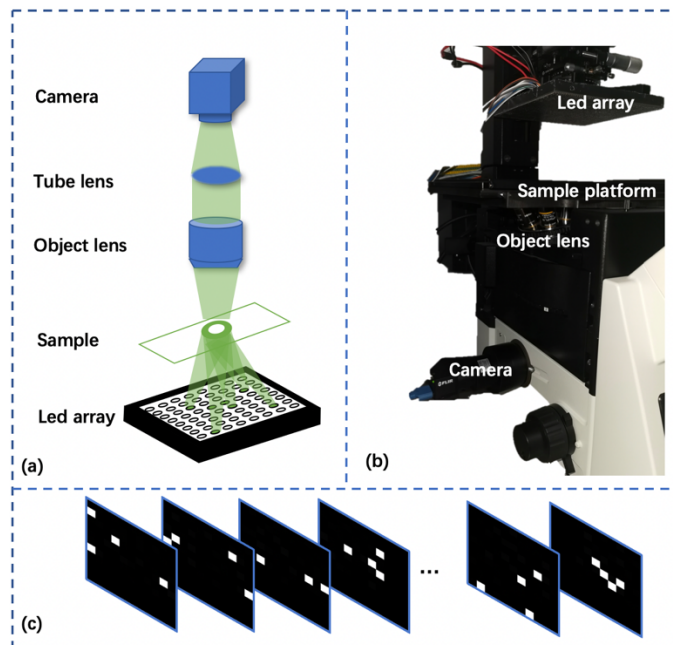 Camera
Tube lens
Object lens
Sample
Led array
(a)
Led array
Sample platform
Object lens
Camera
(b)
...
(c)